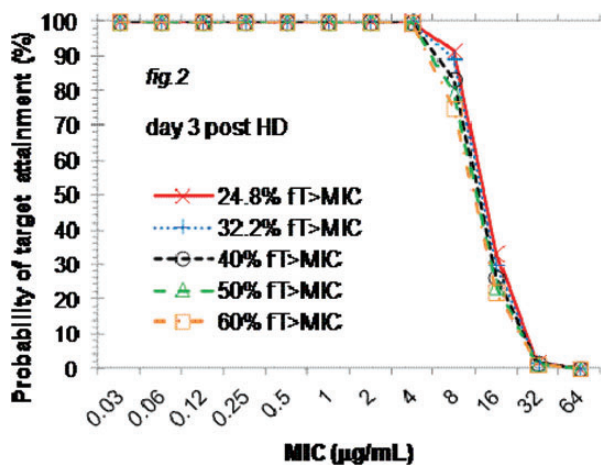 Probability of target attainment (%)
100
90
80
70
60
50
40
30
20
10
0
fig.2
day 3 post HD
24.8% fT>MIC
32.2% fT>MIC
40% fT>MIC
50% fT>MIC
60% fT>MIC
0.03
0.06
0.12
0.25
0.5
1
2
4
8
16
32
64
MIC (µg/mL)